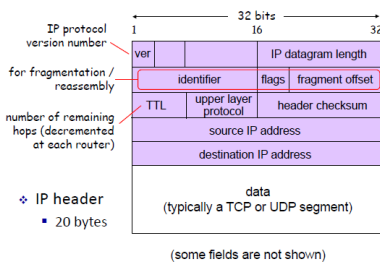 32 bits
IP protocol
version number
1 16 32
ver IP datagram length
for fragmentation /
reassembly
identifier flags fragment offset
number of remaining
hops (decremented
at each router)
TTL upper layer
protocol header checksum
source IP address
destination IP address
❖ IP header
▪ 20 bytes
data
(typically a TCP or UDP segment)
(some fields are not shown)